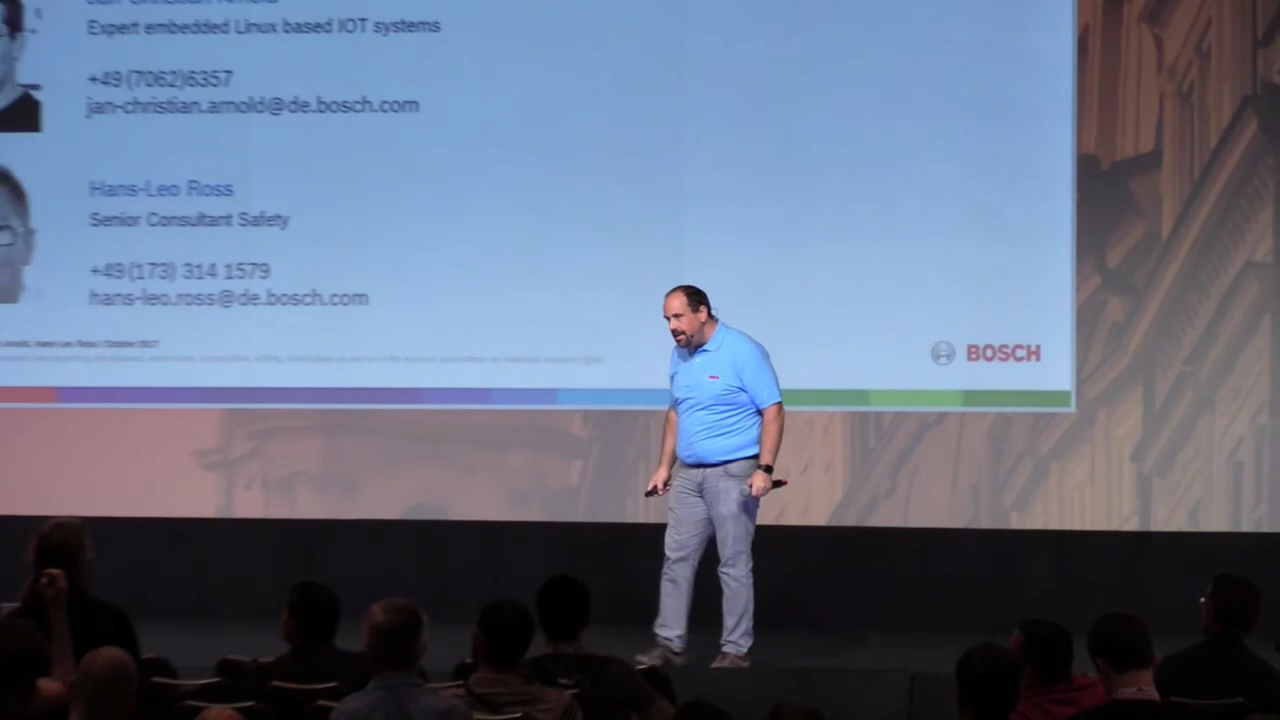 Expert embedded Linux based IOT systems
+49(7062)6357
jan-christian.arnold@de.bosch.com
Hans-Leo Ross
Senior Consultant Safety
+49(173) 314 1579
hans-leo.ross@de.bosch.com
BOSCH